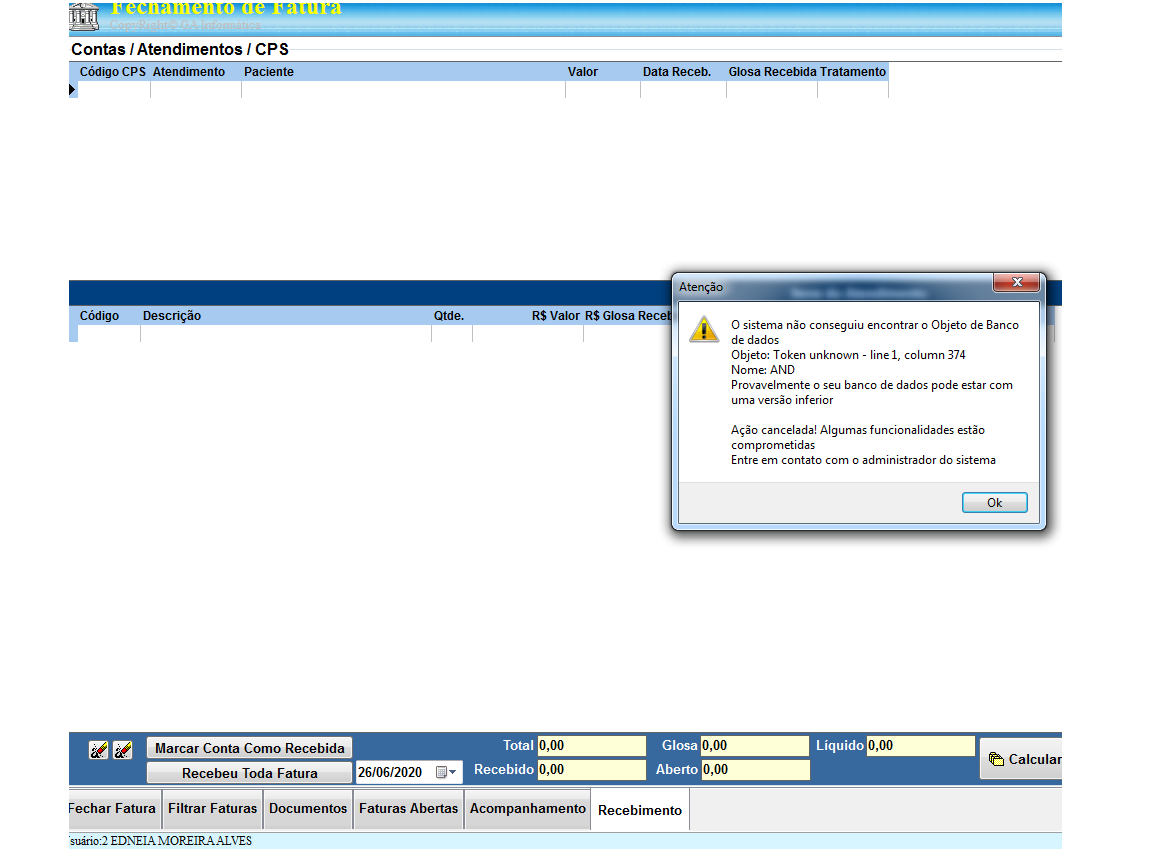 Fechamento de Fatura
CopyRight® GA Informática
Contas / Atendimentos / CPS
Código CPS Atendimento Paciente Valor Data Receb. Glosa Recebida Tratamento
Código Descrição Qtde. R$ Valor R$ Glosa Receb
Atenção
O sistema não conseguiu encontrar o Objeto de Banco
de dados
Objeto: Token unknown - line 1, column 374
Nome: AND
Provavelmente o seu banco de dados pode estar com
uma versão inferior
Ação cancelada! Algumas funcionalidades estão
comprometidas
Entre em contato com o administrador do sistema
Ok
Marcar Conta Como Recebida Total 0,00 Glosa 0,00 Líquido 0,00
Calcular
Recebeu Toda Fatura 26/06/2020 Recebido 0,00 Aberto 0,00
Fechar Fatura Filtrar Faturas Documentos Faturas Abertas Acompanhamento Recebimento
suário:2 EDNEIA MOREIRA ALVES